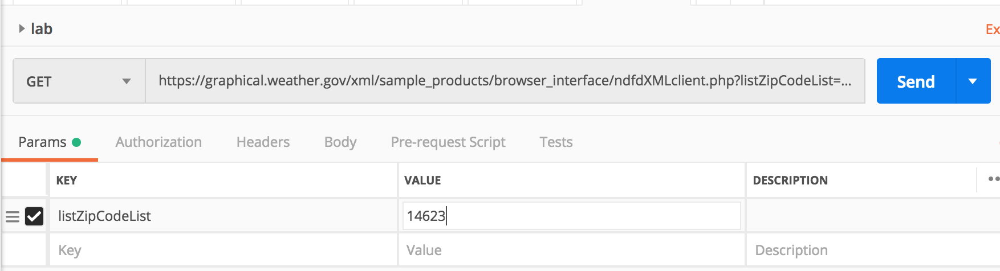 lab
Ex
GET
https://graphical.weather.gov/xml/sample_products/browser_interface/ndfdXMLclient.php?listZipCodeList=...
Send
Params Authorization Headers Body Pre-request Script Tests
KEY VALUE DESCRIPTION
listZipCodeList 14623
Key Value Description